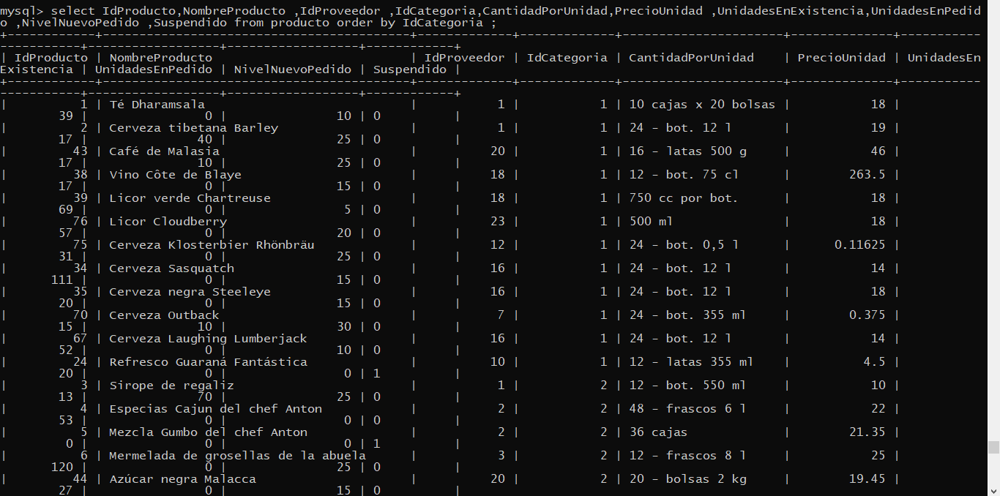 mysql> select IdProducto,NombreProducto ,IdProveedor ,IdCategoria,CantidadPorUnidad,PrecioUnidad ,UnidadesEnExistencia,UnidadesEnPedid
o ,NivelNuevoPedido ,Suspendido from producto order by IdCategoria ;
+------------+------------------------------------------+-------------+-------------+----------------------+--------------+-----------
-----------+------------------+------------------+------------+
| IdProducto | NombreProducto                           | IdProveedor | IdCategoria | CantidadPorUnidad    | PrecioUnidad | UnidadesEn
Existencia | UnidadesEnPedido | NivelNuevoPedido | Suspendido |
+------------+------------------------------------------+-------------+-------------+----------------------+--------------+-----------
-----------+------------------+------------------+------------+
|          1 | Té Dharamsala                            |           1 |           1 | 10 cajas x 20 bolsas |           18 |
        39 |                0 |               10 | 0          |
|          2 | Cerveza tibetana Barley                  |           1 |           1 | 24 - bot. 12 l       |           19 |
        17 |               40 |               25 | 0          |
|         43 | Café de Malasia                          |          20 |           1 | 16 - latas 500 g     |           46 |
        17 |               10 |               25 | 0          |
|         38 | Vino Côte de Blaye                       |          18 |           1 | 12 - bot. 75 cl      |        263.5 |
        17 |                0 |               15 | 0          |
|         39 | Licor verde Chartreuse                   |          18 |           1 | 750 cc por bot.      |           18 |
        69 |                0 |                5 | 0          |
|         76 | Licor Cloudberry                         |          23 |           1 | 500 ml               |           18 |
        57 |                0 |               20 | 0          |
|         75 | Cerveza Klosterbier Rhönbräu             |          12 |           1 | 24 - bot. 0,5 l      |      0.11625 |
        31 |                0 |               25 | 0          |
|         34 | Cerveza Sasquatch                        |          16 |           1 | 24 - bot. 12 l       |           14 |
       111 |                0 |               15 | 0          |
|         35 | Cerveza negra Steeleye                   |          16 |           1 | 24 - bot. 12 l       |           18 |
        20 |                0 |               15 | 0          |
|         70 | Cerveza Outback                          |           7 |           1 | 24 - bot. 355 ml     |        0.375 |
        15 |               10 |               30 | 0          |
|         67 | Cerveza Laughing Lumberjack              |          16 |           1 | 24 - bot. 12 l       |           14 |
        52 |                0 |               10 | 0          |
|         24 | Refresco Guaraná Fantástica              |          10 |           1 | 12 - latas 355 ml    |          4.5 |
        20 |                0 |                0 | 1          |
|          3 | Sirope de regaliz                        |           1 |           2 | 12 - bot. 550 ml     |           10 |
        13 |               70 |               25 | 0          |
|          4 | Especias Cajun del chef Anton            |           2 |           2 | 48 - frascos 6 l     |           22 |
        53 |                0 |                0 | 0          |
|          5 | Mezcla Gumbo del chef Anton              |           2 |           2 | 36 cajas             |        21.35 |
         0 |                0 |                0 | 1          |
|          6 | Mermelada de grosellas de la abuela      |           3 |           2 | 12 - frascos 8 l     |           25 |
       120 |                0 |               25 | 0          |
|         44 | Azúcar negra Malacca                     |          20 |           2 | 20 - bolsas 2 kg     |        19.45 |
        27 |                0 |               15 | 0          |